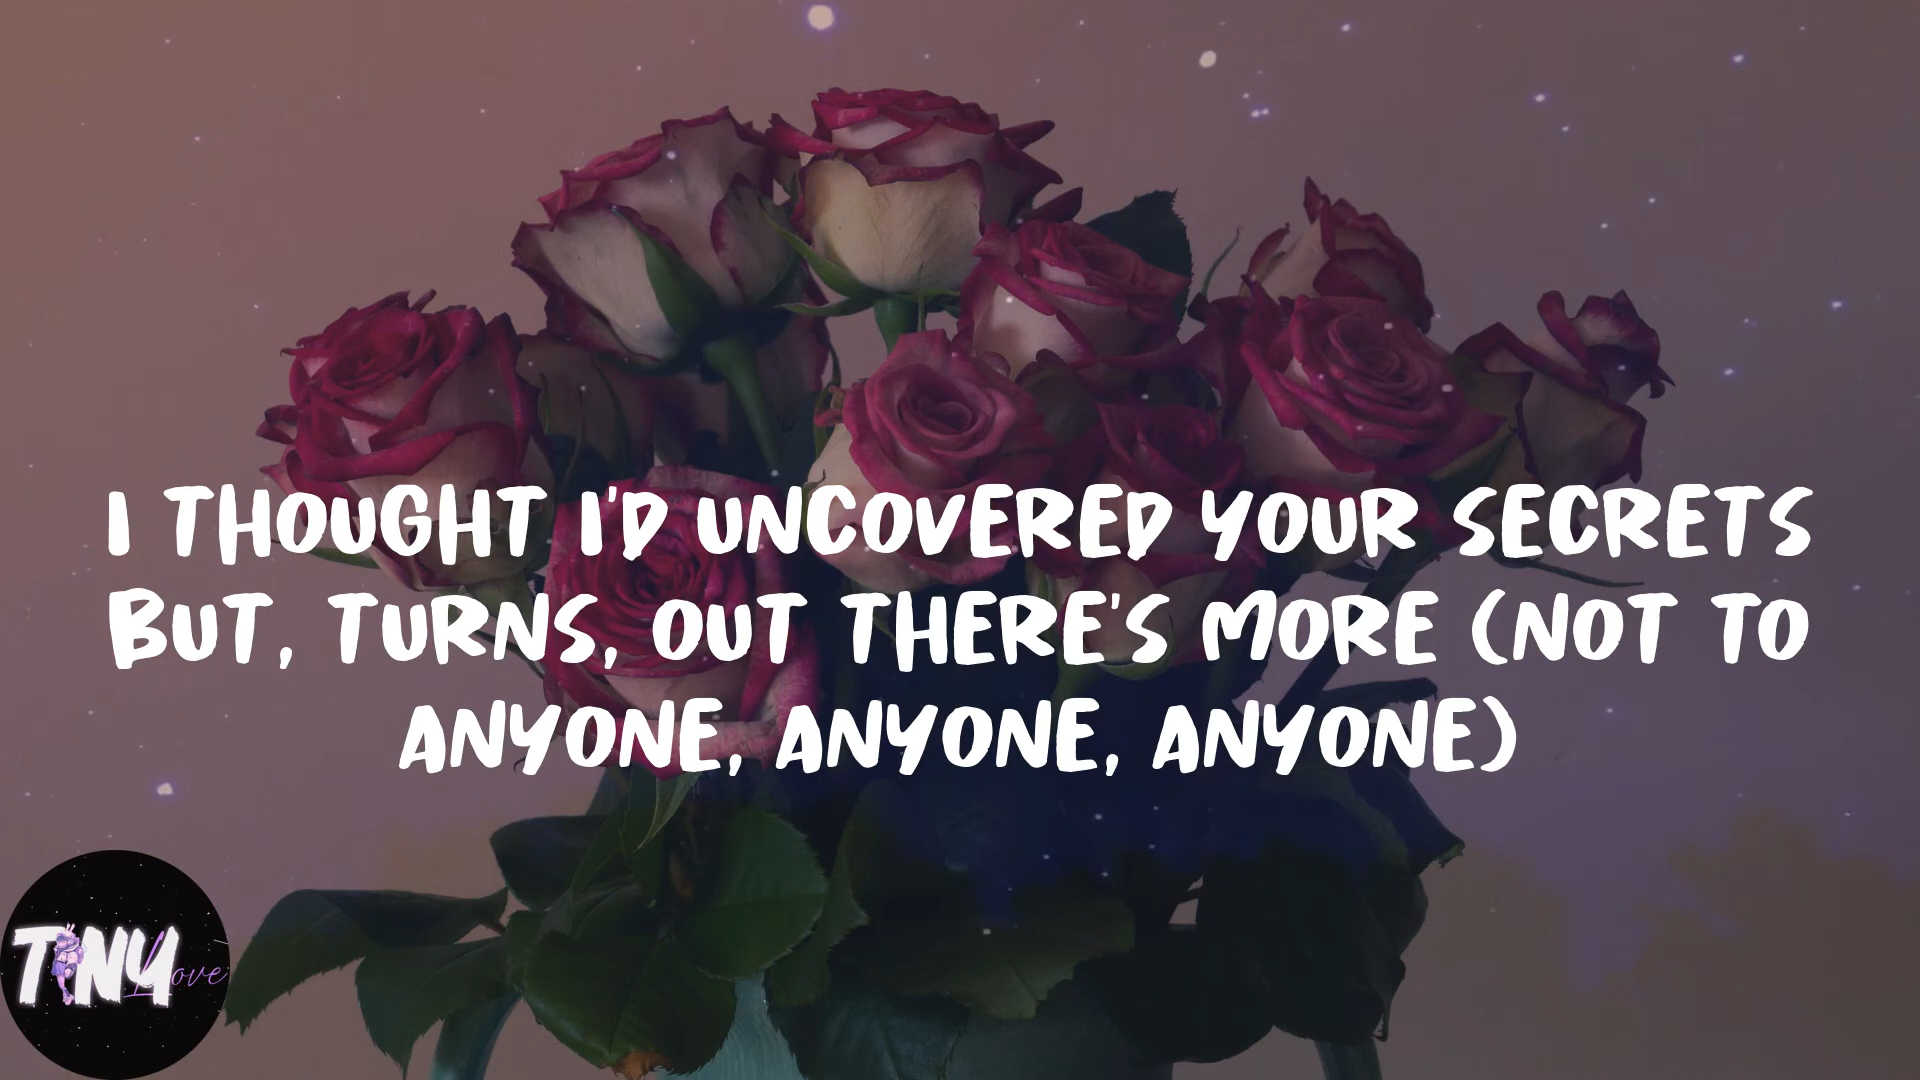 I THOUGHT I'D UNCOVERED YOUR SECRETS
BUT, TURNS, OUT THERE'S MORE (NOT TO
ANYONE, ANYONE, ANYONE)
TINY
Love